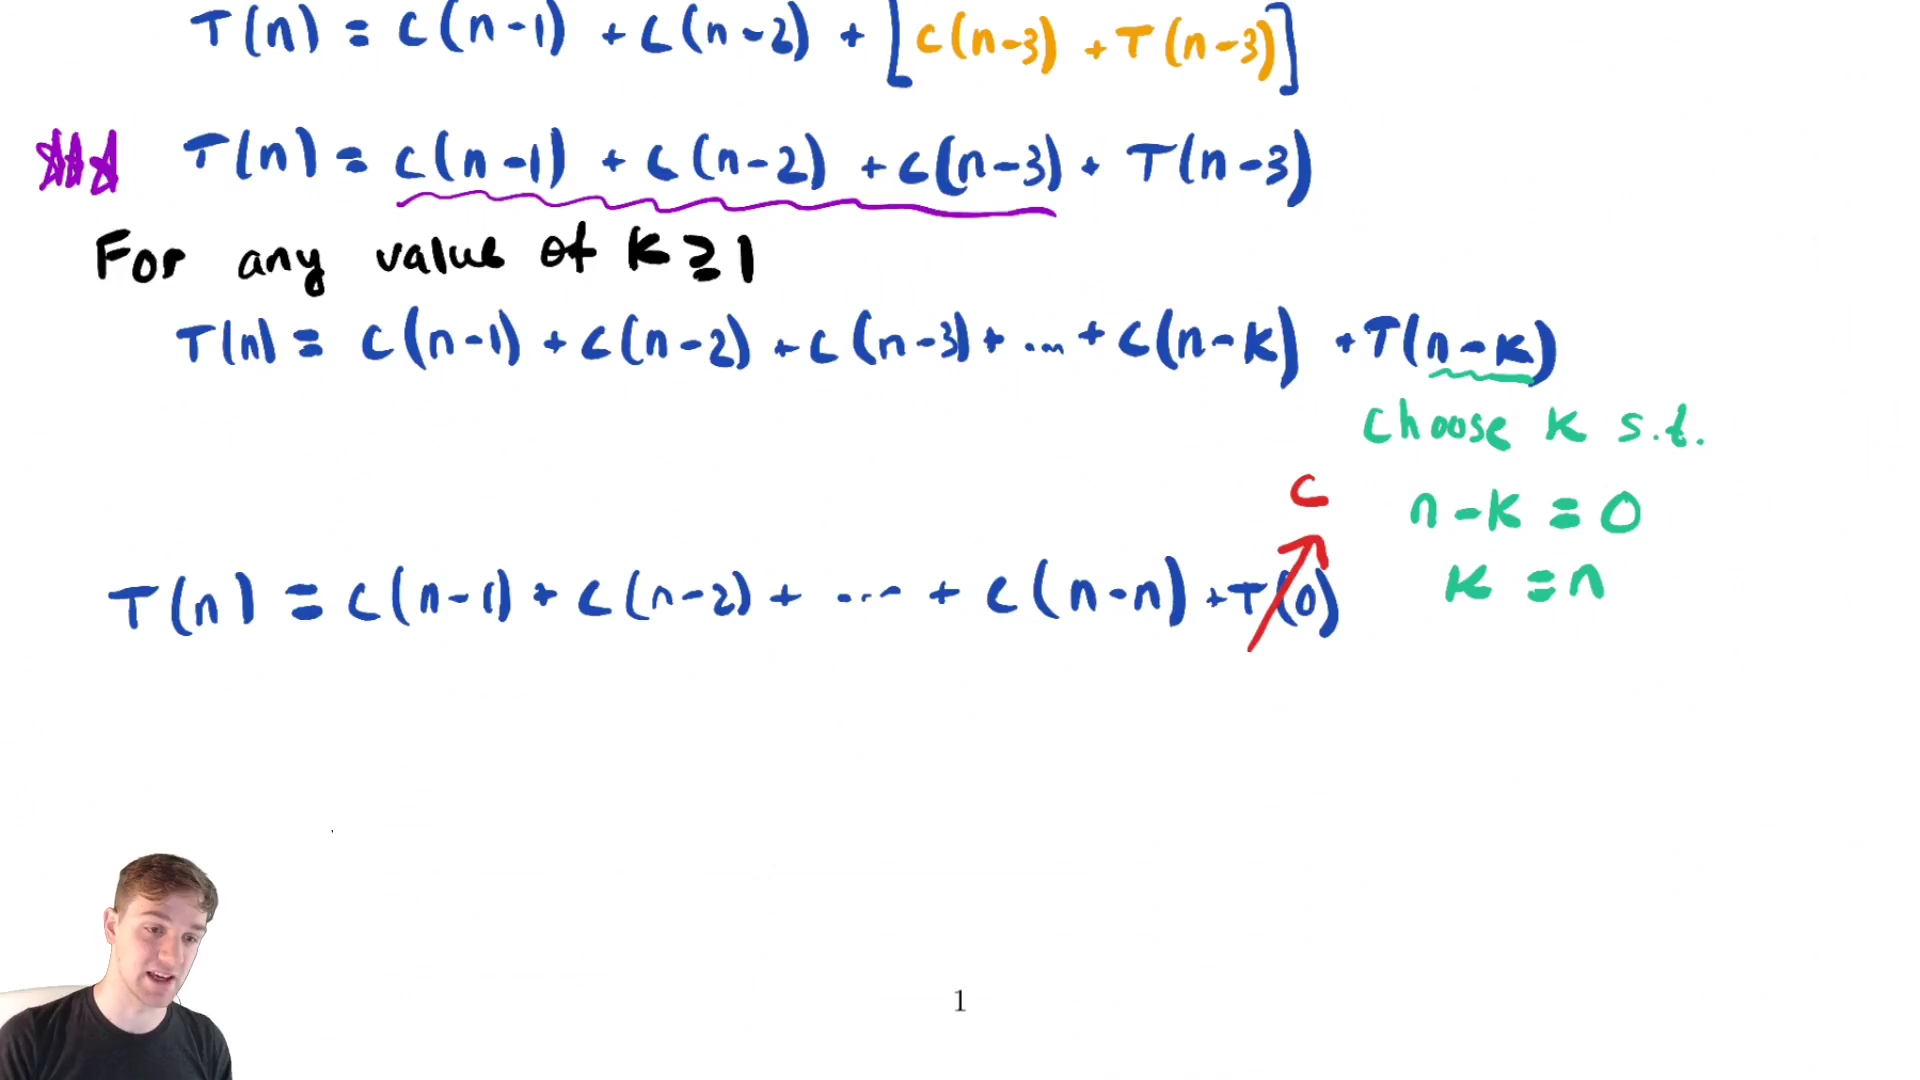 T(n) = c(n-1) + c(n-2) + [c(n-3) + T(n-3)]
T(n) = c(n-1) + c(n-2) + c(n-3) + T(n-3)
For any value of k ≥ 1
T(n) = c(n-1) + c(n-2) + c(n-3) + ... + c(n-k) + T(n-k)
choose k s.t.
n-k = 0
k = n
c
T(n) = c(n-1) + c(n-2) + ... + c(n-n) + T(0)
1